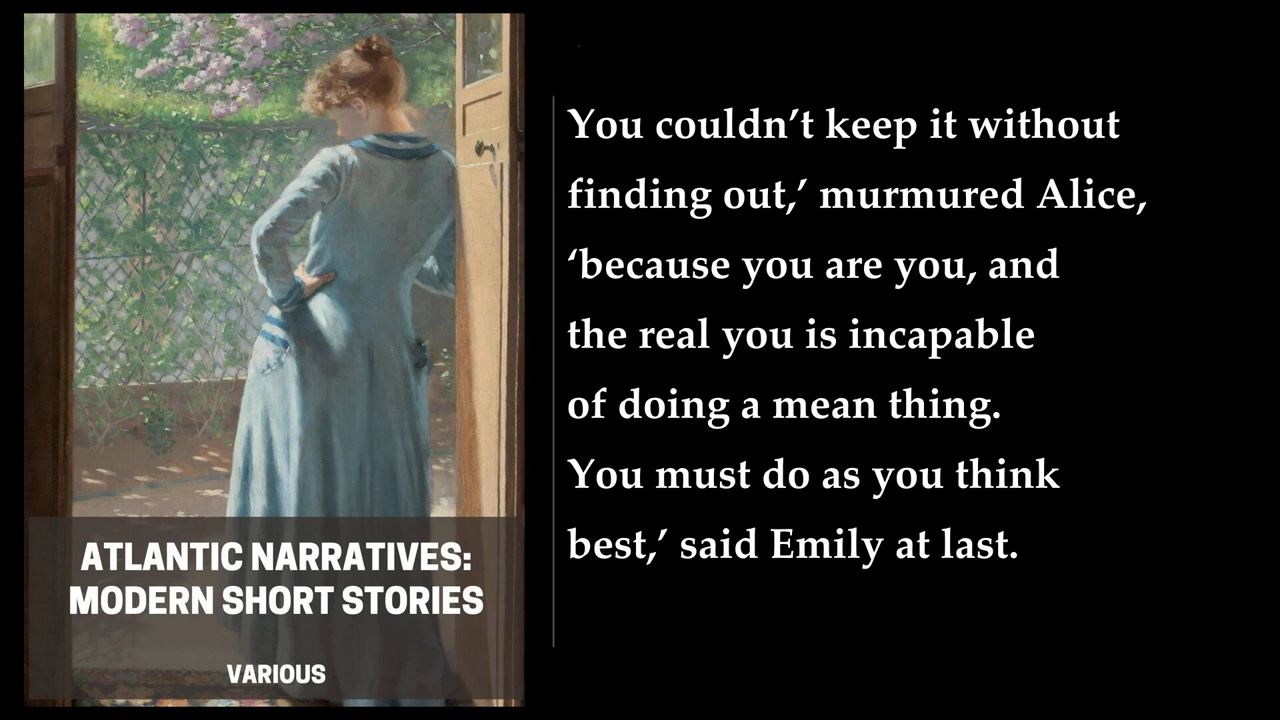 ATLANTIC NARRATIVES:
MODERN SHORT STORIES
VARIOUS
You couldn’t keep it without
finding out,’ murmured Alice,
‘because you are you, and
the real you is incapable
of doing a mean thing.
You must do as you think
best,’ said Emily at last.